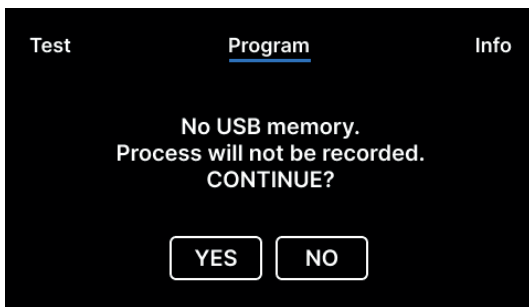 Test Program Info
No USB memory.
Process will not be recorded.
CONTINUE?
YES NO